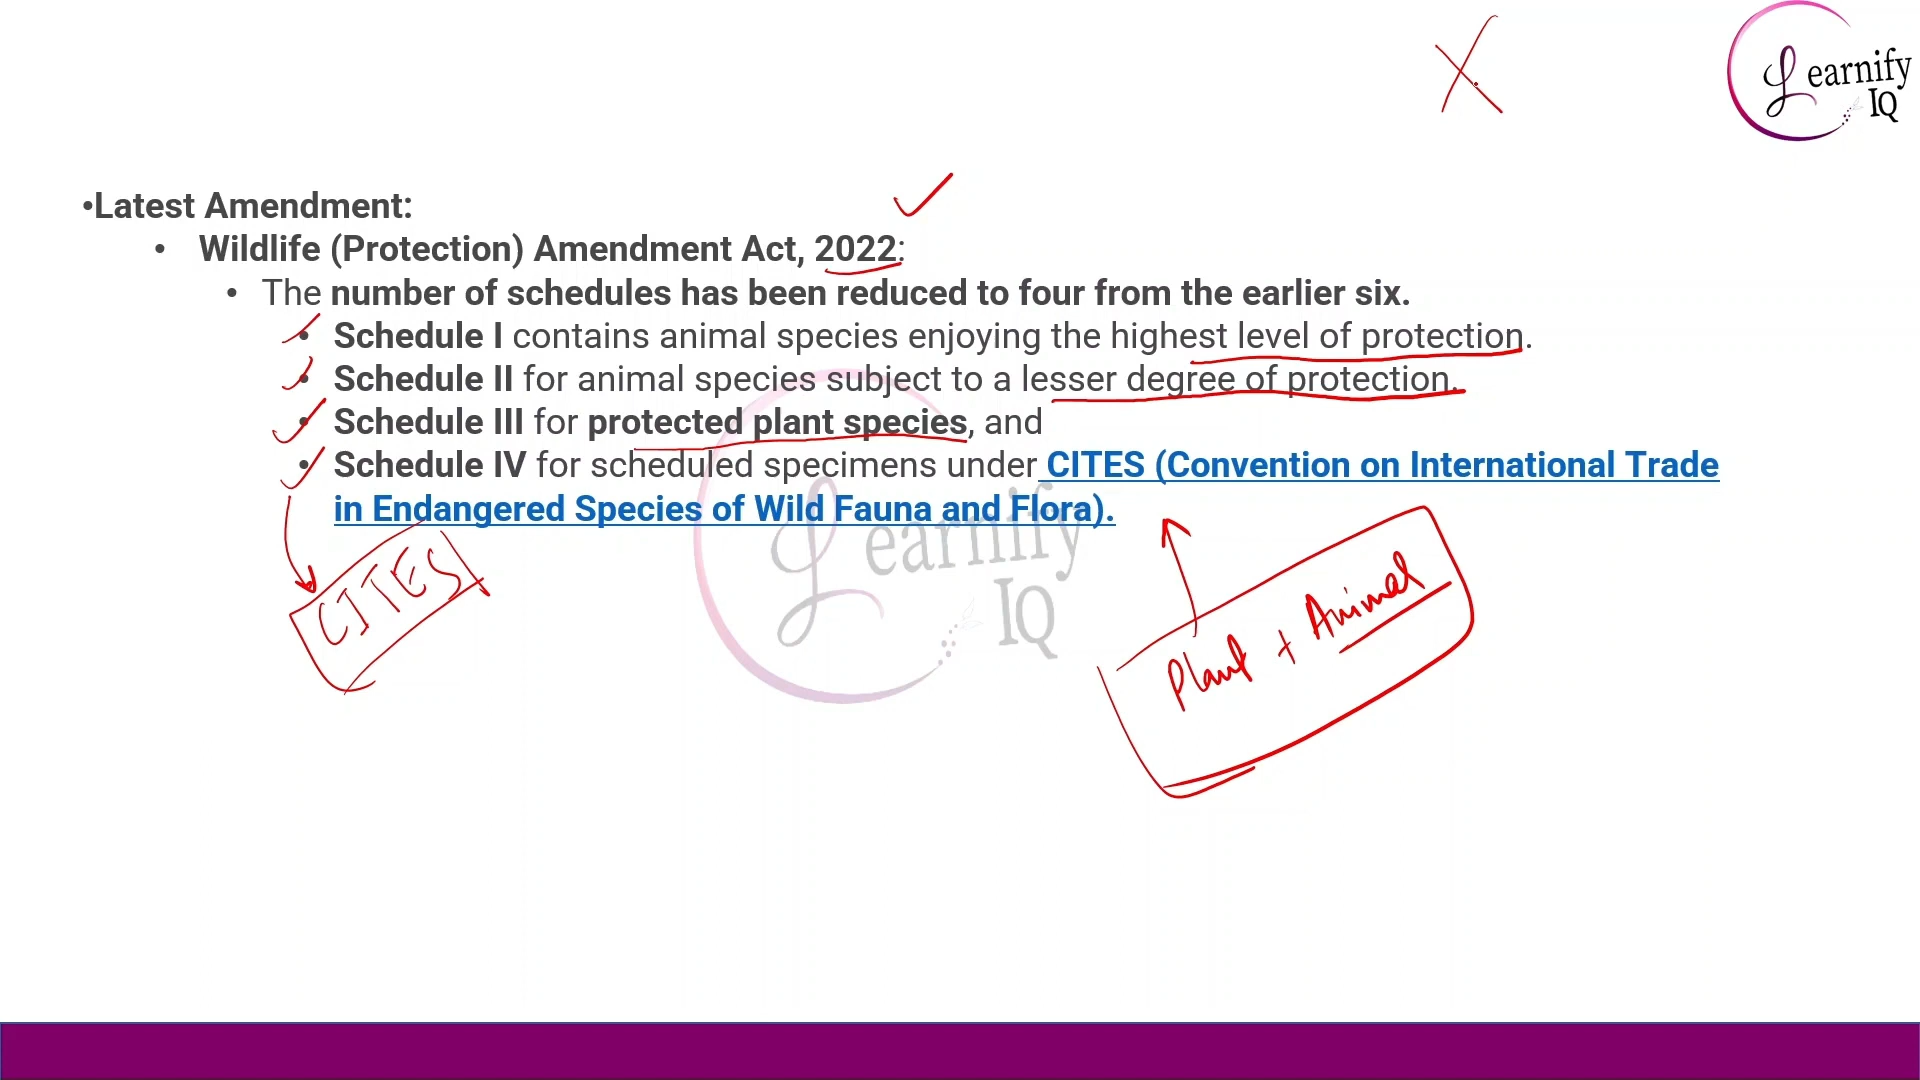 Learnify
IQ
•Latest Amendment:
• Wildlife (Protection) Amendment Act, 2022:
• The number of schedules has been reduced to four from the earlier six.
• Schedule I contains animal species enjoying the highest level of protection.
• Schedule II for animal species subject to a lesser degree of protection.
• Schedule III for protected plant species, and
• Schedule IV for scheduled specimens under CITES (Convention on International Trade
in Endangered Species of Wild Fauna and Flora).
CITES
Plant + Animal
Learnify
IQ